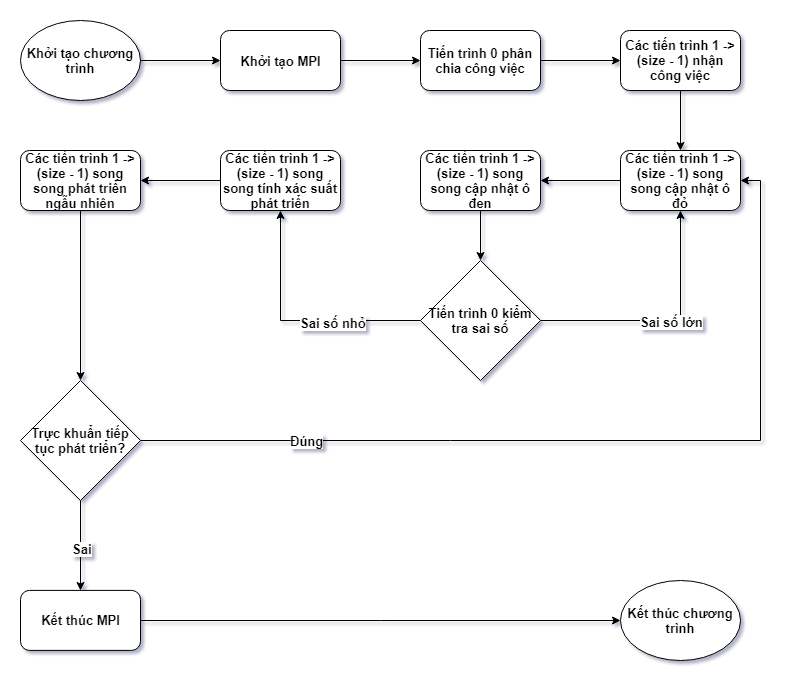 Khởi tạo chương
trình
Khởi tạo MPI
Tiến trình 0 phân
chia công việc
Các tiến trình 1 ->
(size - 1) nhận
công việc
Các tiến trình 1 ->
(size - 1) song
song phát triển
ngẫu nhiên
Các tiến trình 1 ->
(size - 1) song
song tính xác suất
phát triển
Các tiến trình 1 ->
(size - 1) song
song cập nhật ô
đen
Các tiến trình 1 ->
(size - 1) song
song cập nhật ô
đỏ
Sai số nhỏ
Tiến trình 0 kiểm
tra sai số
Sai số lớn
Trực khuẩn tiếp
tục phát triển?
Đúng
Sai
Kết thúc MPI
Kết thúc chương
trình